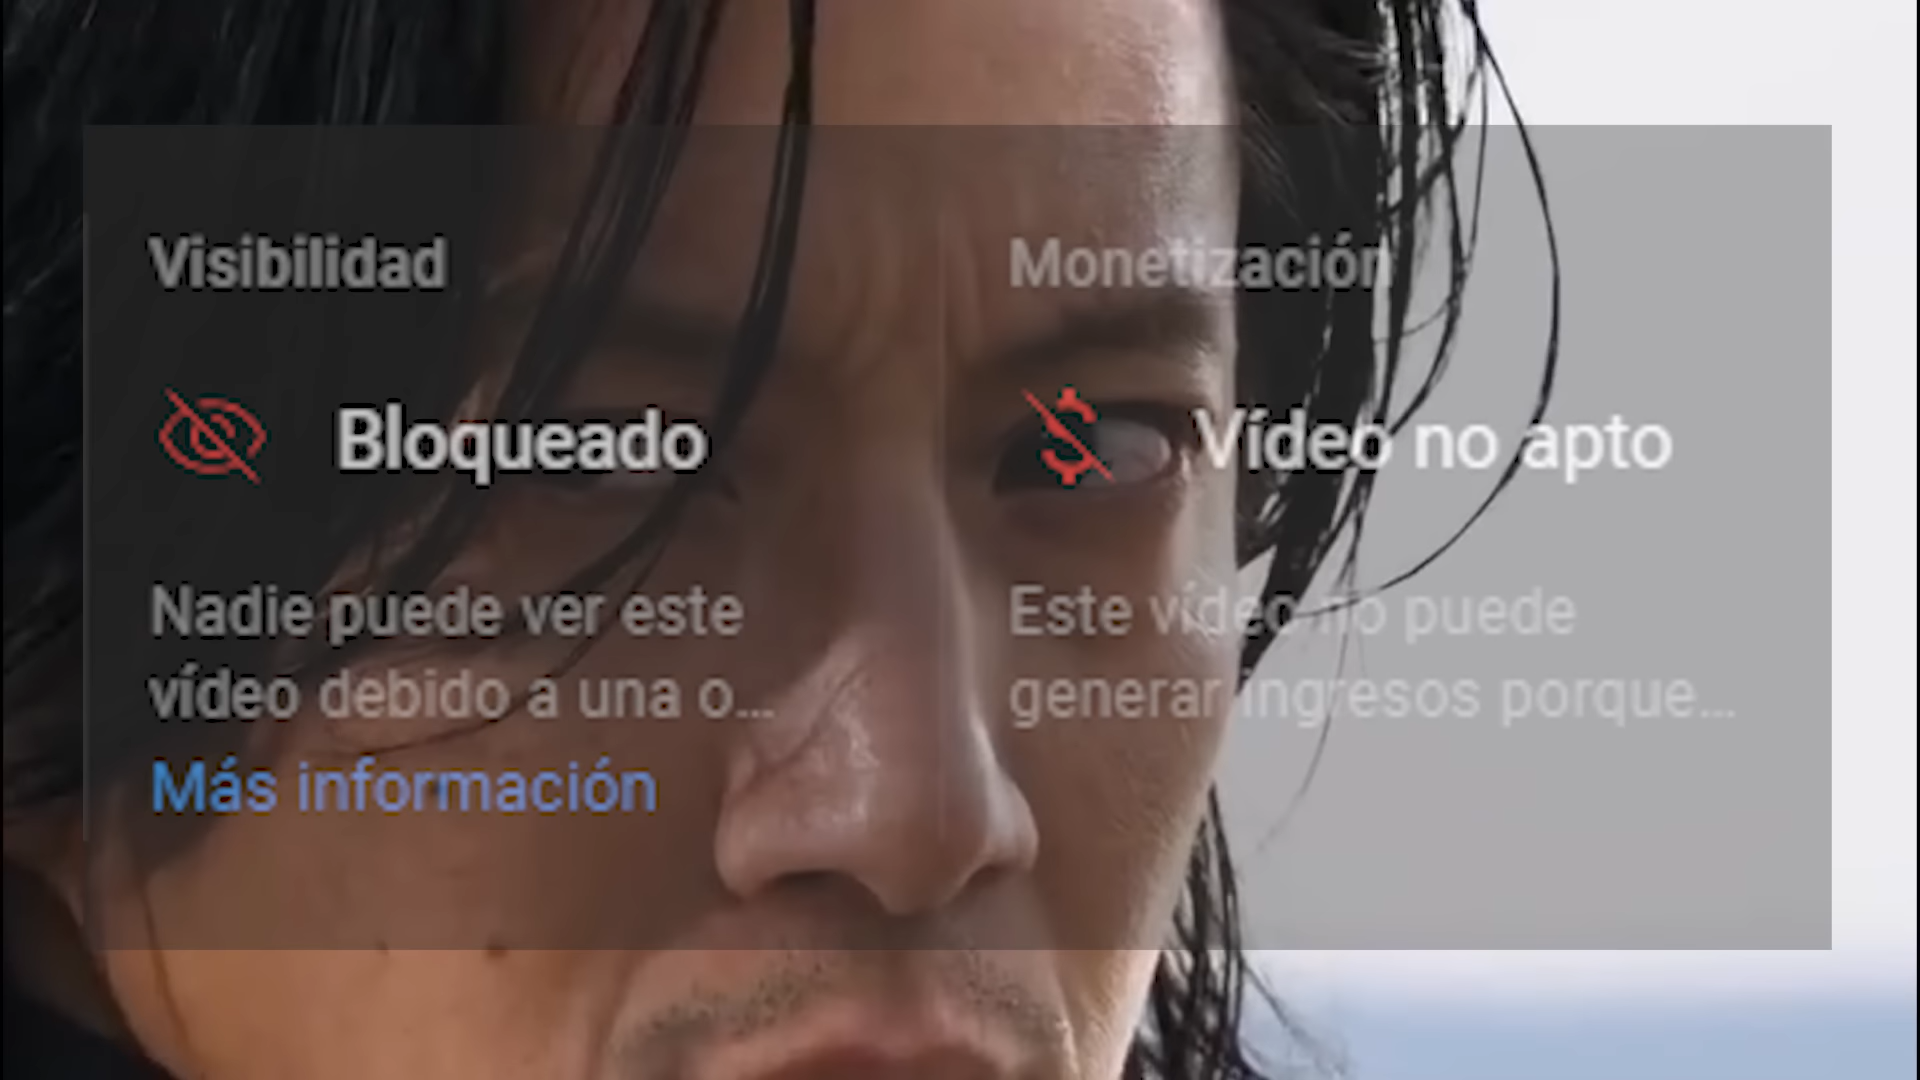 Visibilidad
Monetización
Bloqueado
Vídeo no apto
Nadie puede ver este
vídeo debido a una o...
Más información
Este vídeo no puede
generar ingresos porque...